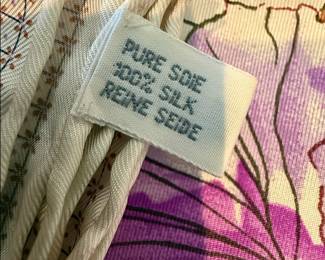 PURE SOIE
100% SILK
REINE SEIDE